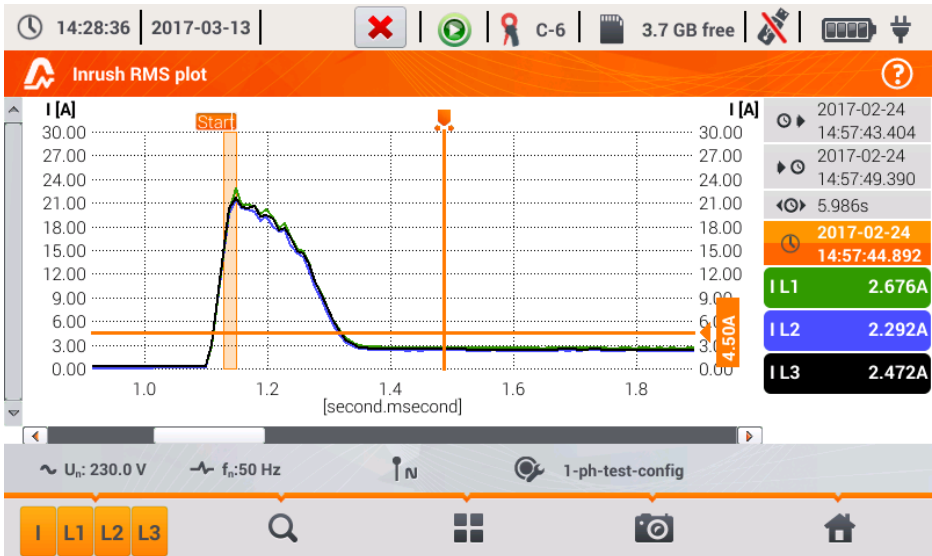 14:28:36 2017-03-13 C-6 3.7 GB free
Inrush RMS plot ?
I [A] I [A]
Start
30.00 30.00
27.00 27.00
24.00 24.00
21.00 21.00
18.00 18.00
15.00 15.00
12.00 12.00
9.00 9.00
6.00 6.00
3.00 3.00
0.00 0.00
4.50A
1.0 1.2 1.4 1.6 1.8
[second.msecond]
2017-02-24
14:57:43.404
2017-02-24
14:57:49.390
5.986s
2017-02-24
14:57:44.892
I L1 2.676A
I L2 2.292A
I L3 2.472A
Un: 230.0 V fn:50 Hz N 1-ph-test-config
I L1 L2 L3